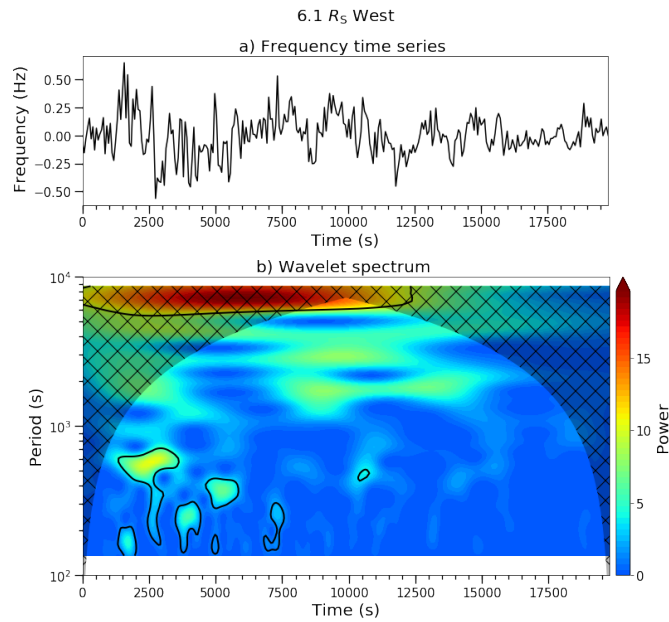 6.1 R_S West
a) Frequency time series
Frequency (Hz)
0.50
0.25
0.00
−0.25
−0.50
0 2500 5000 7500 10000 12500 15000 17500
Time (s)
b) Wavelet spectrum
Period (s)
10^4
10^3
10^2
0 2500 5000 7500 10000 12500 15000 17500
Time (s)
15
10
5
0
Power